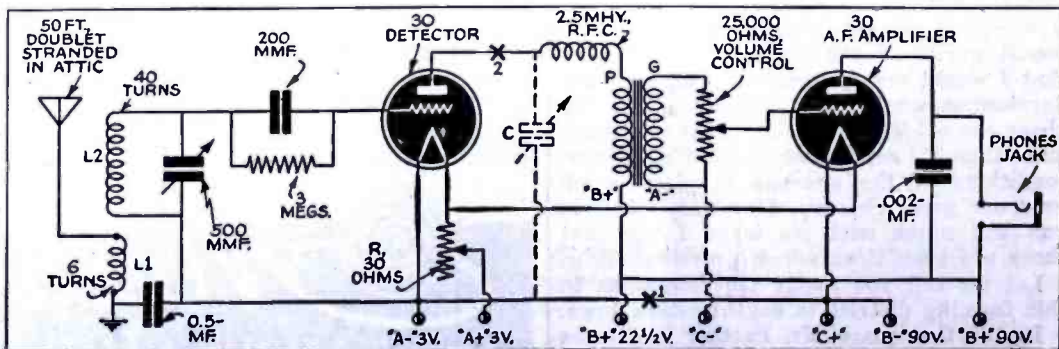 50 FT.
DOUBLET
STRANDED
IN ATTIC
40
TURNS
L2
6
TURNS
L1
0.5-
MF.
500
MMF.
200
MMF.
3
MEGS.
30
DETECTOR
R,
30
OHMS
2
C
2.5 MHY.,
R.F.C.
P
G
"B+"
"A-"
25,000
OHMS,
VOLUME
CONTROL
30
A.F. AMPLIFIER
.002-
MF.
PHONES
JACK
1
"A-" 3V.
"A+" 3V.
"B+" 22½V.
"C-"
"C+"
"B-" 90V.
"B+" 90V.